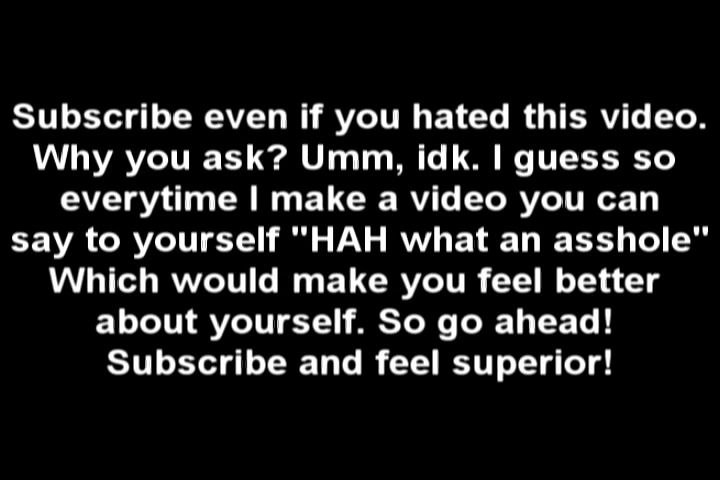 Subscribe even if you hated this video.
Why you ask? Umm, idk. I guess so
everytime I make a video you can
say to yourself "HAH what an asshole"
Which would make you feel better
about yourself. So go ahead!
Subscribe and feel superior!